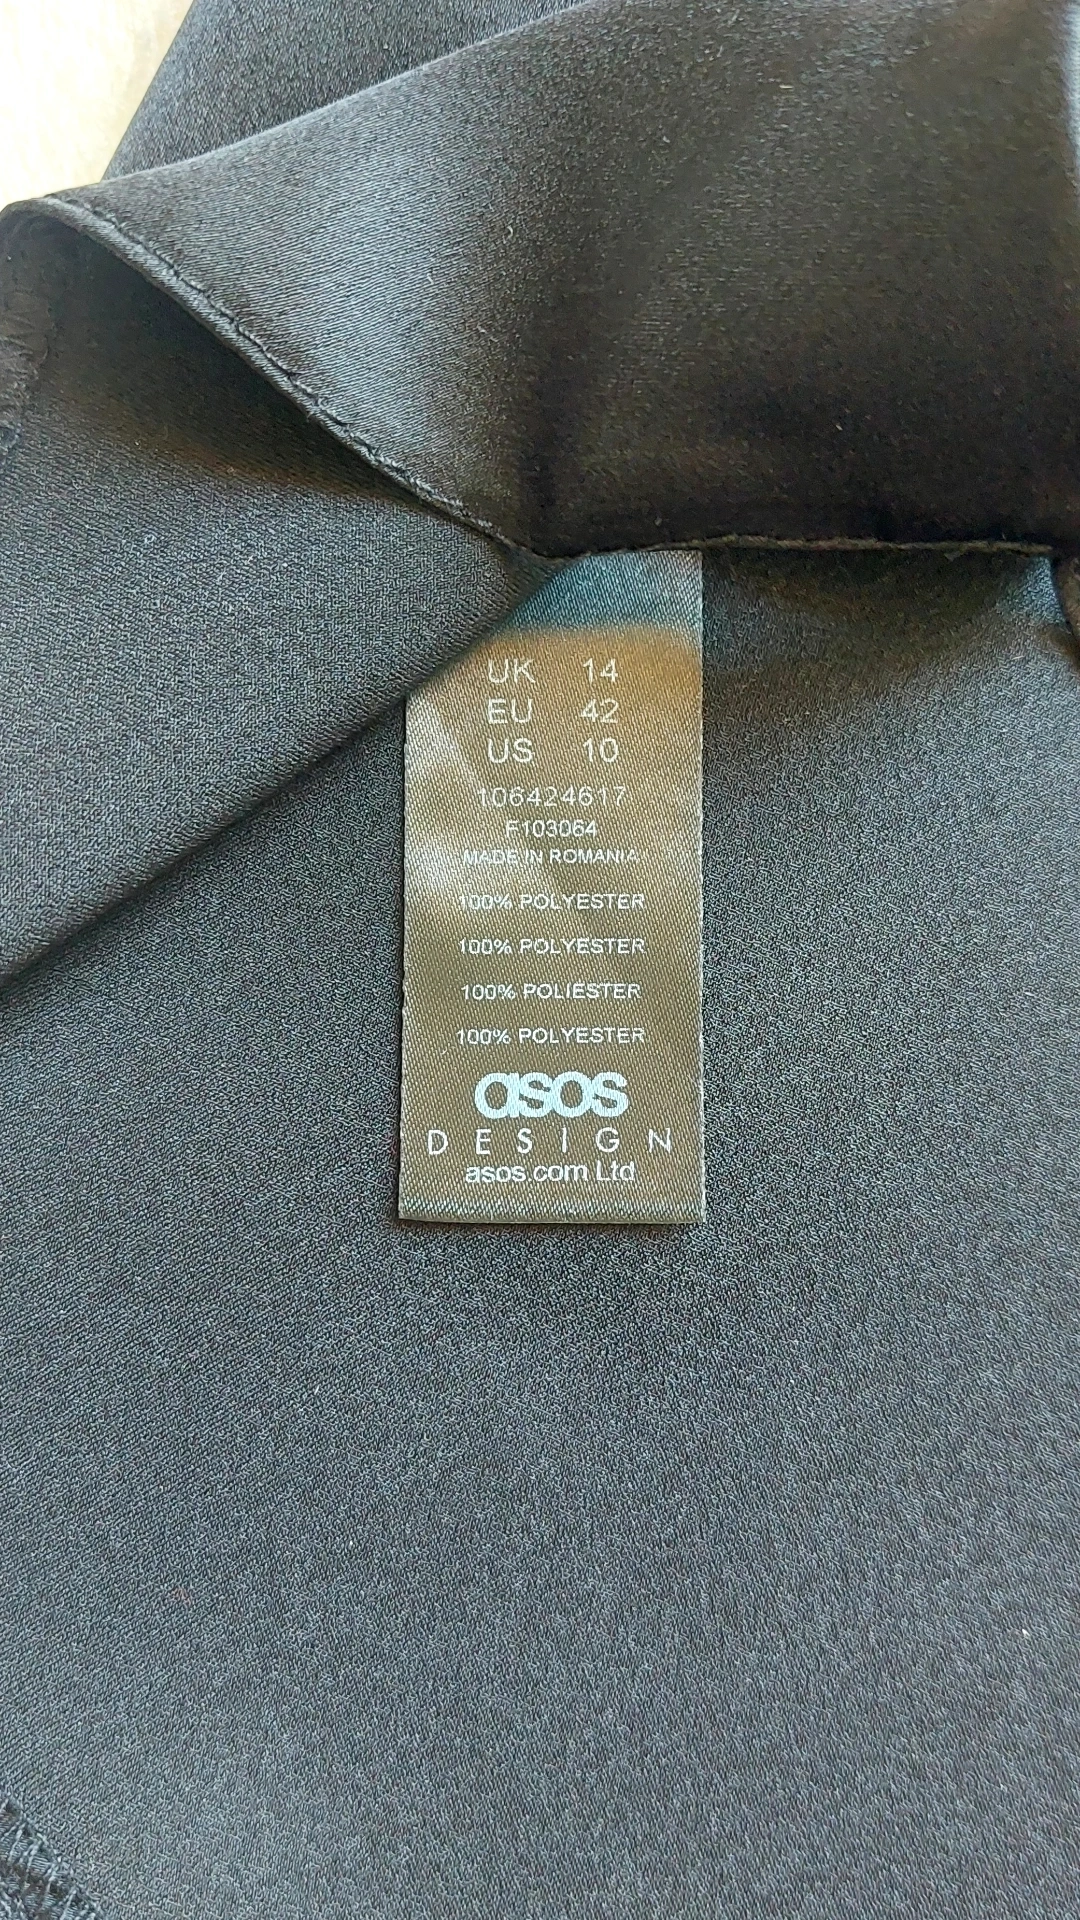 UK 14
EU 42
US 10
106424617
F103064
MADE IN ROMANIA
100% POLYESTER
100% POLYESTER
100% POLIESTER
100% POLYESTER
asos
DESIGN
asos.com Ltd